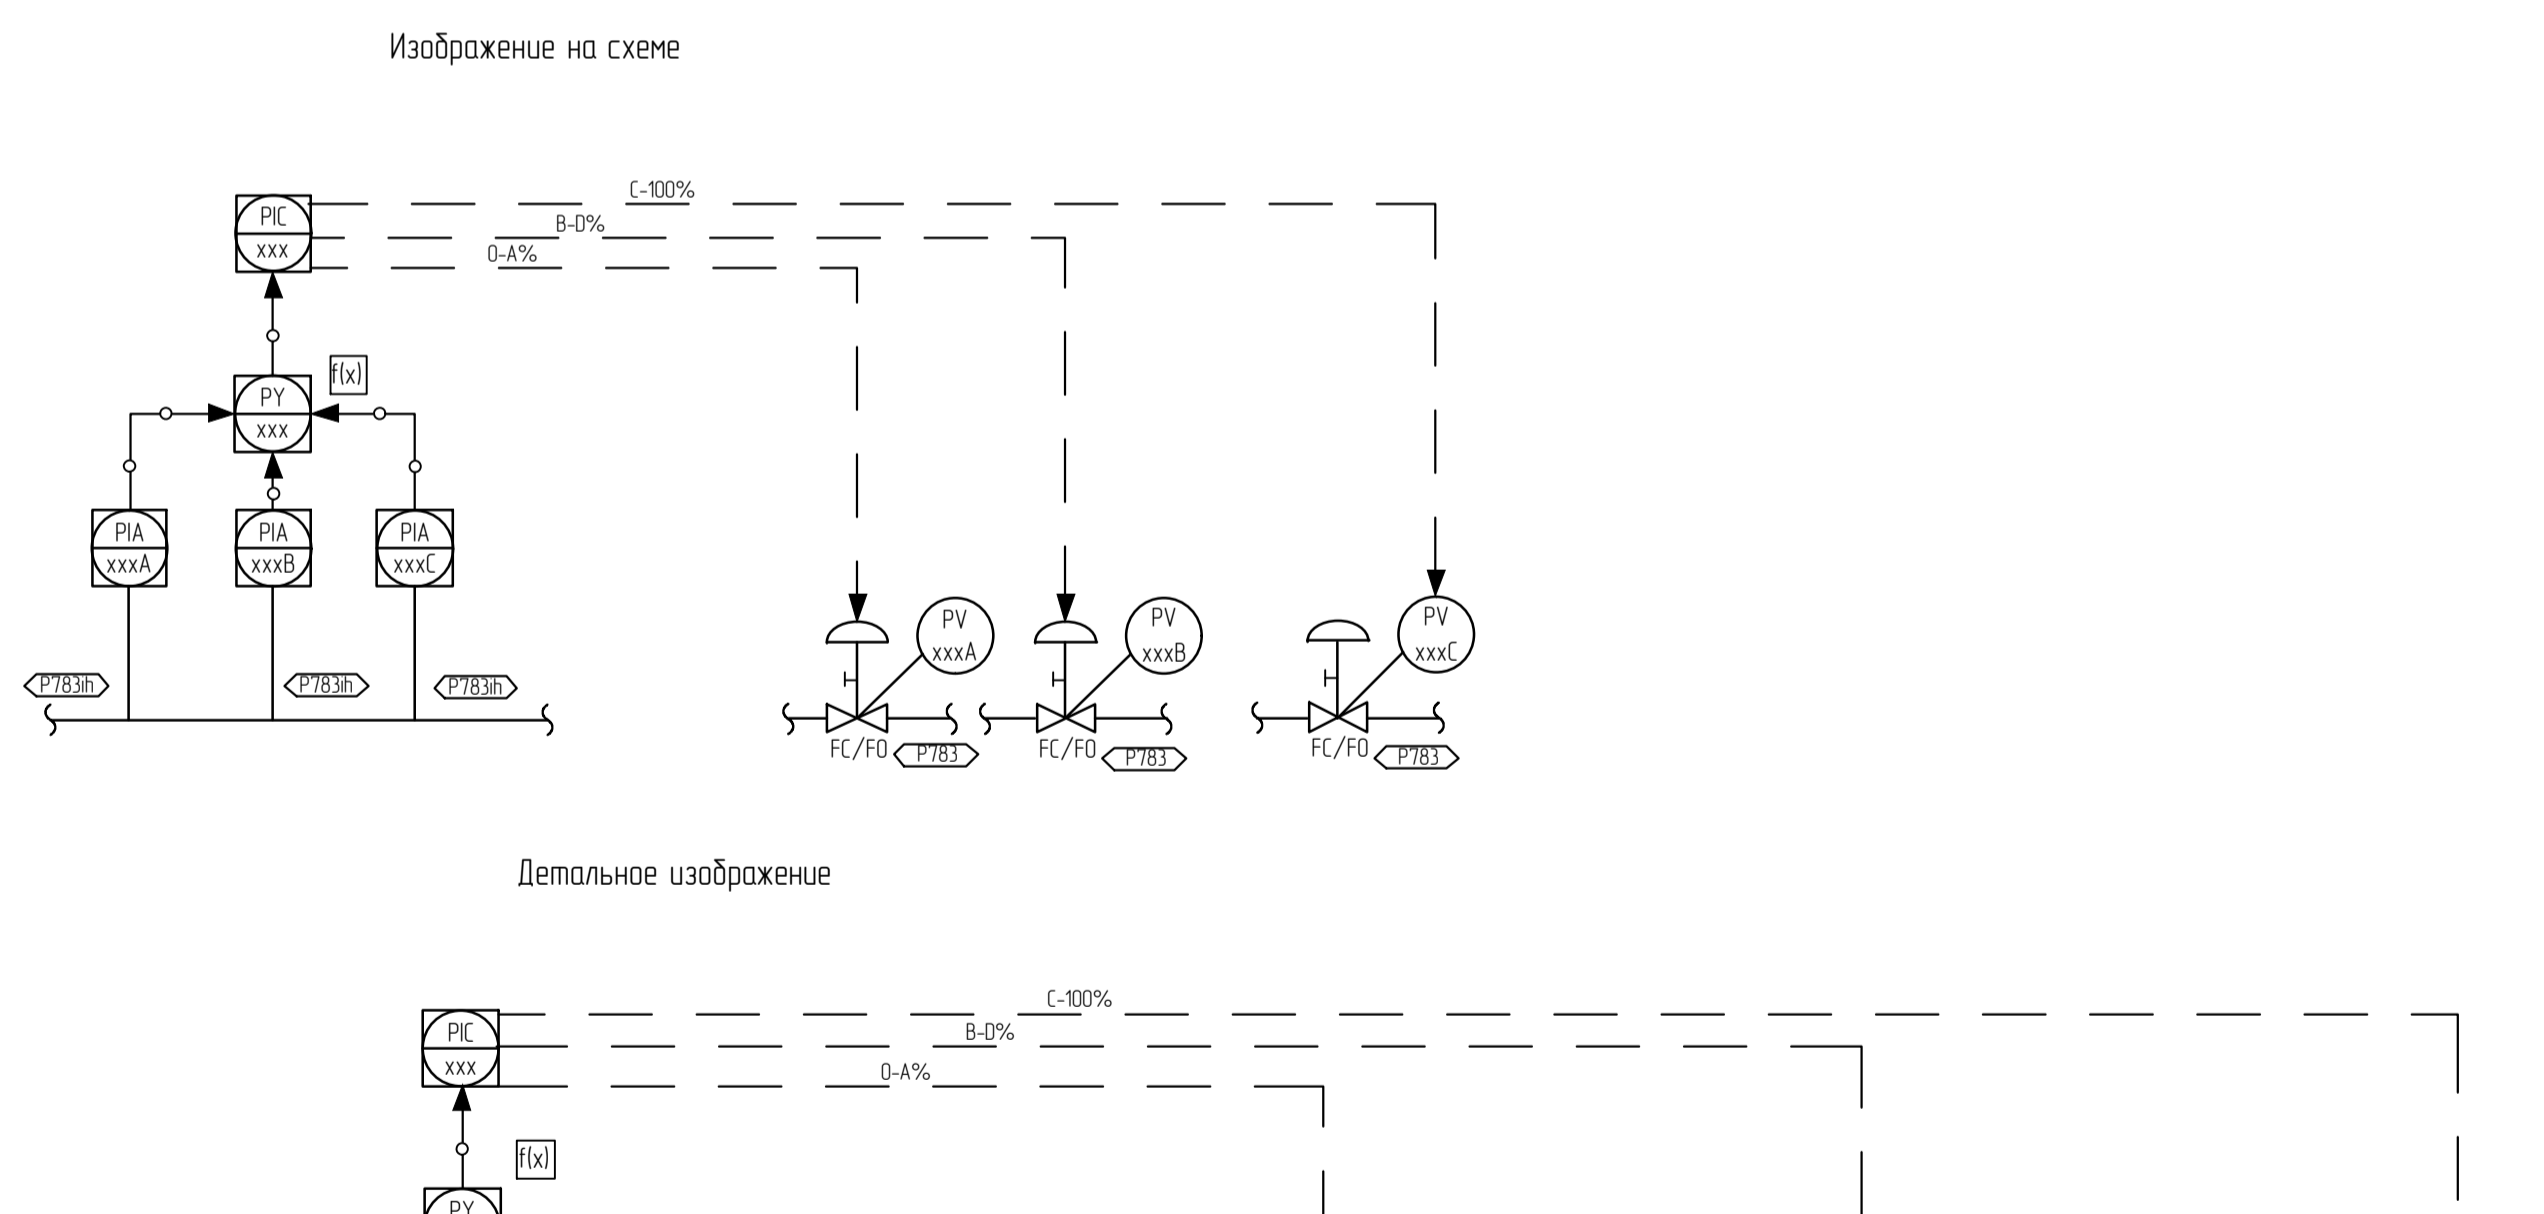 Изображение на схеме
C-100%
B-D%
0-A%
PIC
xxx
f(x)
PY
xxx
PIA
xxxA
PIA
xxxB
PIA
xxxC
PV
xxxA
PV
xxxB
PV
xxxC
P783ih
P783ih
P783ih
FC/FO
P783
FC/FO
P783
FC/FO
P783
Детальное изображение
C-100%
B-D%
0-A%
PIC
xxx
f(x)
PY